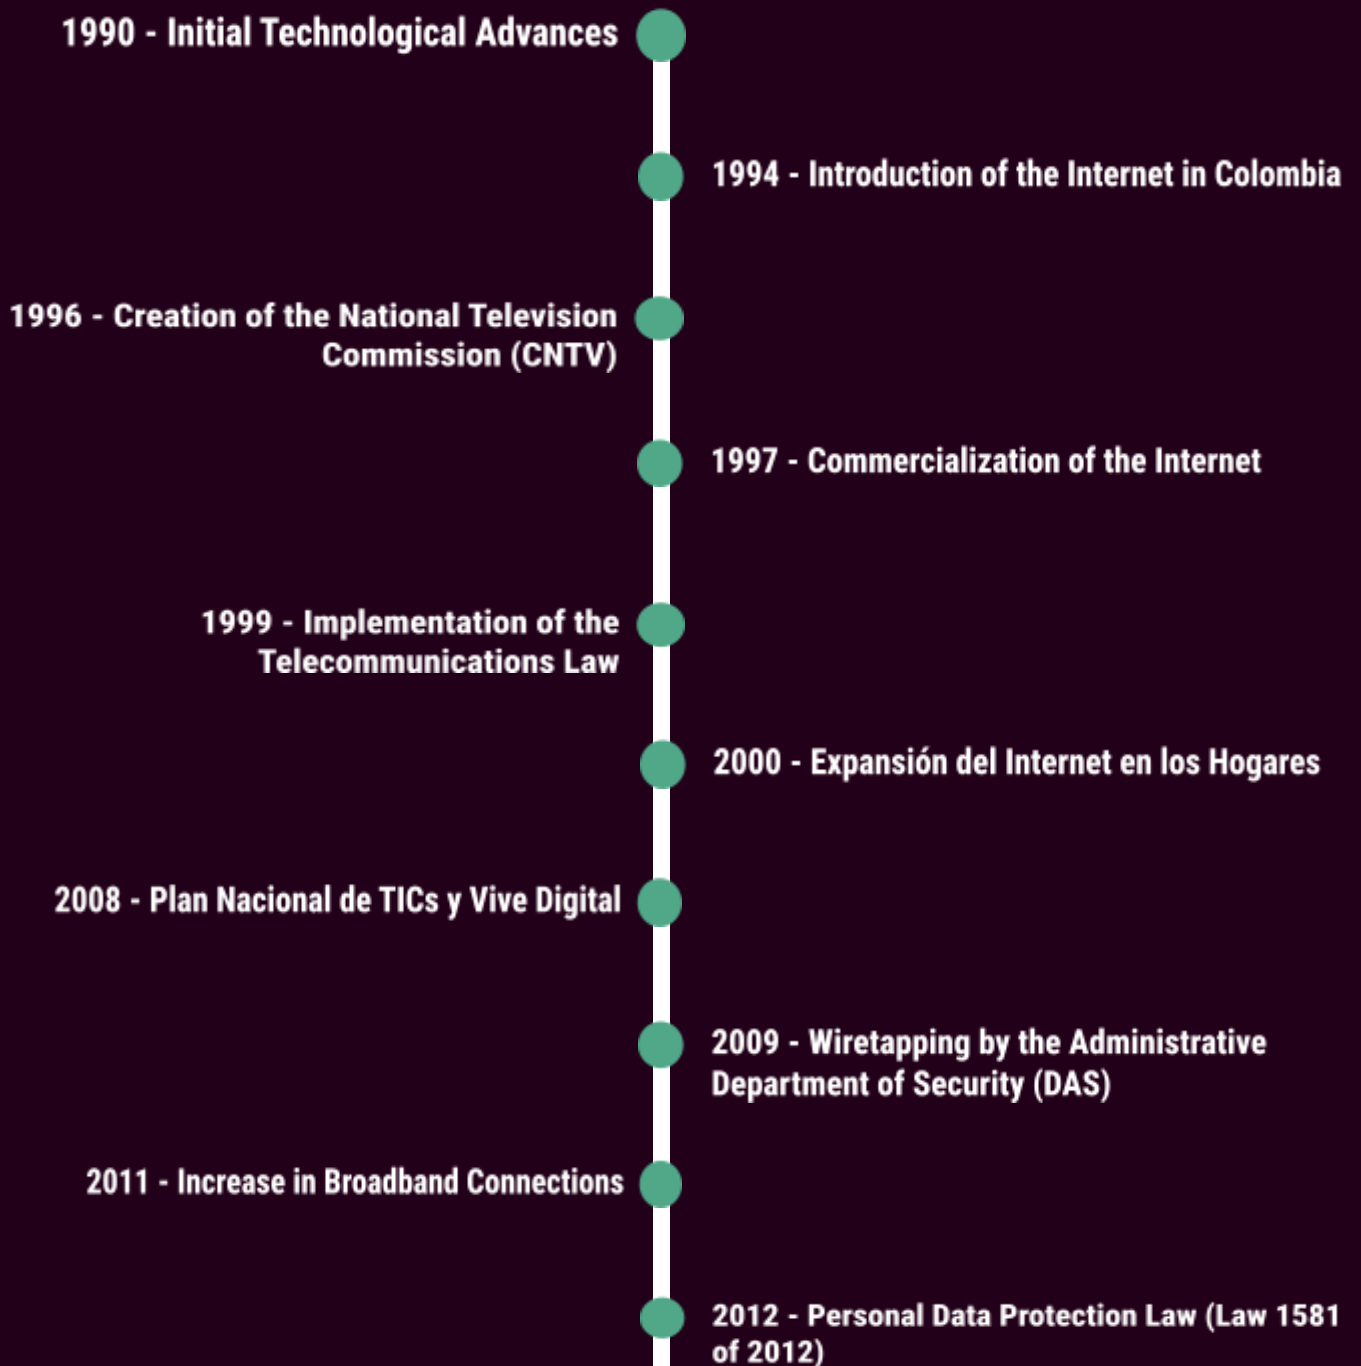 1990 - Initial Technological Advances
1994 - Introduction of the Internet in Colombia
1996 - Creation of the National Television
Commission (CNTV)
1997 - Commercialization of the Internet
1999 - Implementation of the
Telecommunications Law
2000 - Expansión del Internet en los Hogares
2008 - Plan Nacional de TICs y Vive Digital
2009 - Wiretapping by the Administrative
Department of Security (DAS)
2011 - Increase in Broadband Connections
2012 - Personal Data Protection Law (Law 1581
of 2012)